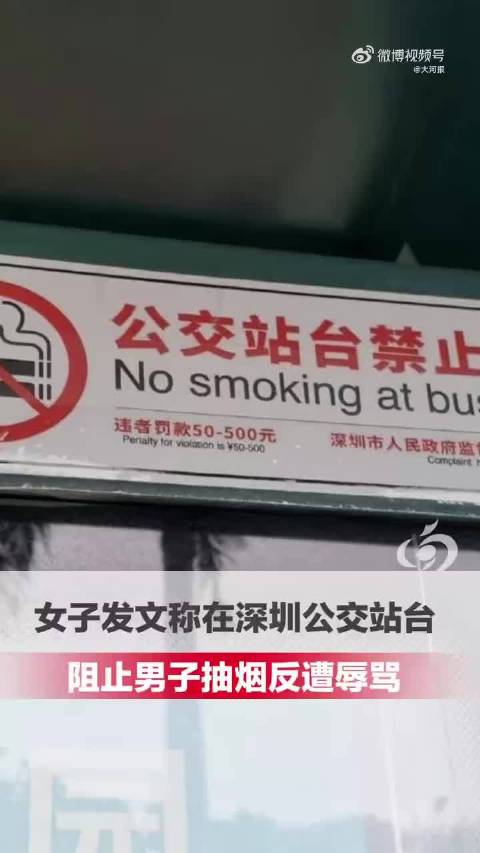 微博视频号
@大河报
公交站台禁止
No smoking at bus
违者罚款50-500元
Penalty for violation is ¥50-500
深圳市人民政府监
Complaint
女子发文称在深圳公交站台
阻止男子抽烟反遭辱骂